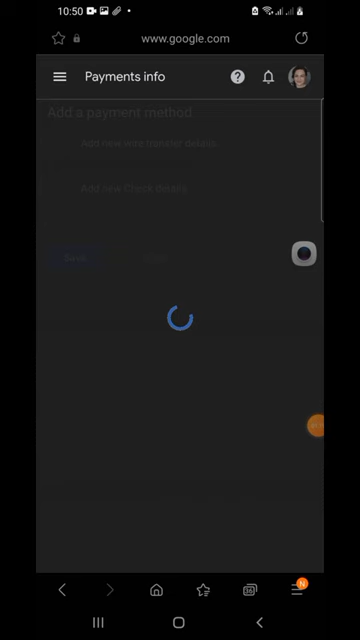 10:50
www.google.com
Payments info
Add a payment method
Add new wire transfer details
Add new Check details
Save
36
N